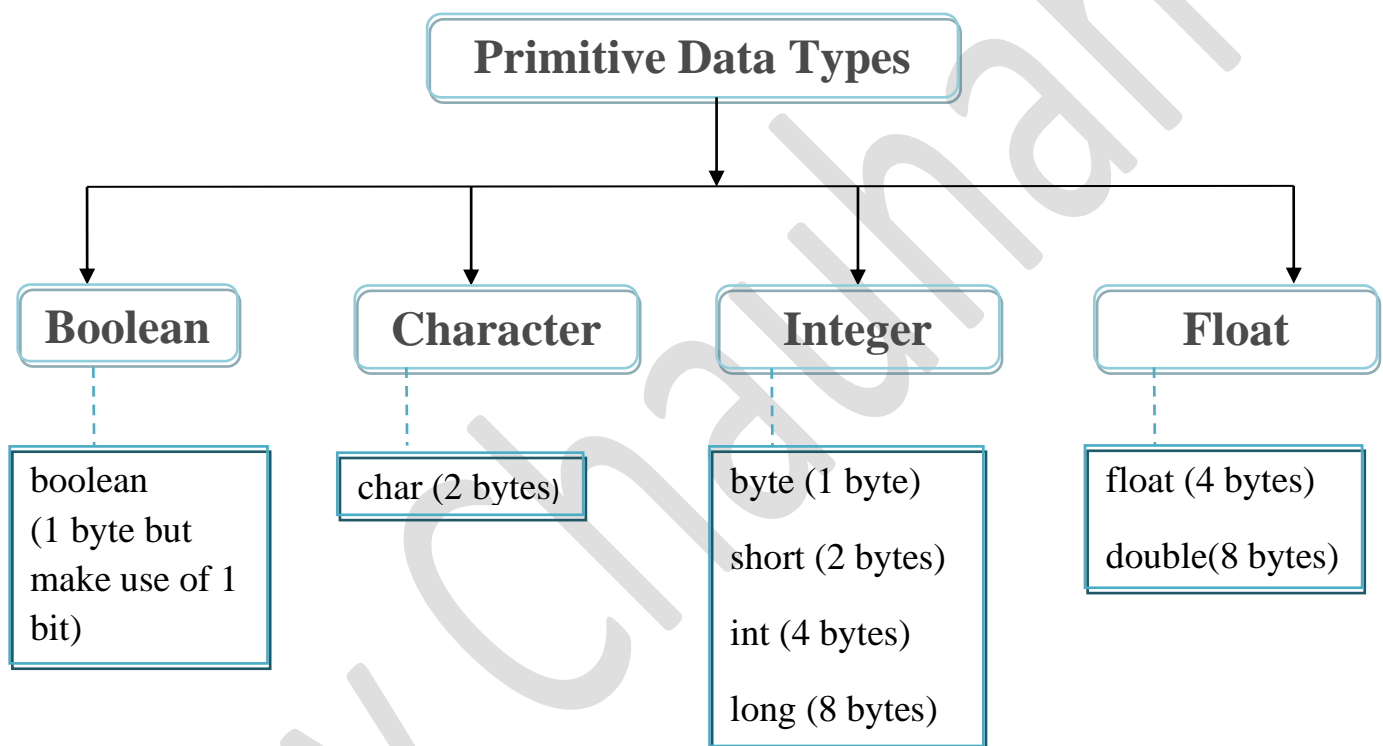 Primitive Data Types
Boolean
Character
Integer
Float
boolean
(1 byte but
make use of 1
bit)
char (2 bytes)
byte (1 byte)
short (2 bytes)
int (4 bytes)
long (8 bytes)
float (4 bytes)
double(8 bytes)
Chauhan